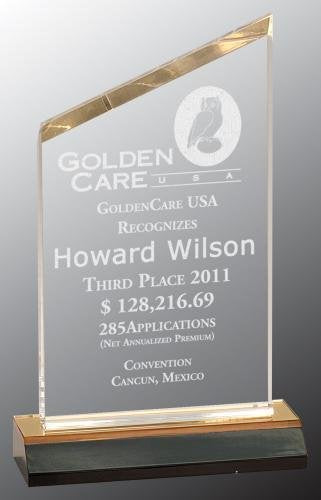 GOLDEN
CARE USA
GOLDENCARE USA
RECOGNIZES
Howard Wilson
THIRD PLACE 2011
$ 128,216.69
285APPLICATIONS
(NET ANNUALIZED PREMIUM)
CONVENTION
CANCUN, MEXICO